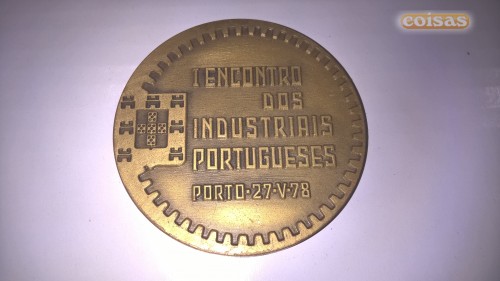 coisas
I ENCONTRO
DOS
INDUSTRIAIS
PORTUGUESES
PORTO·27·V·78